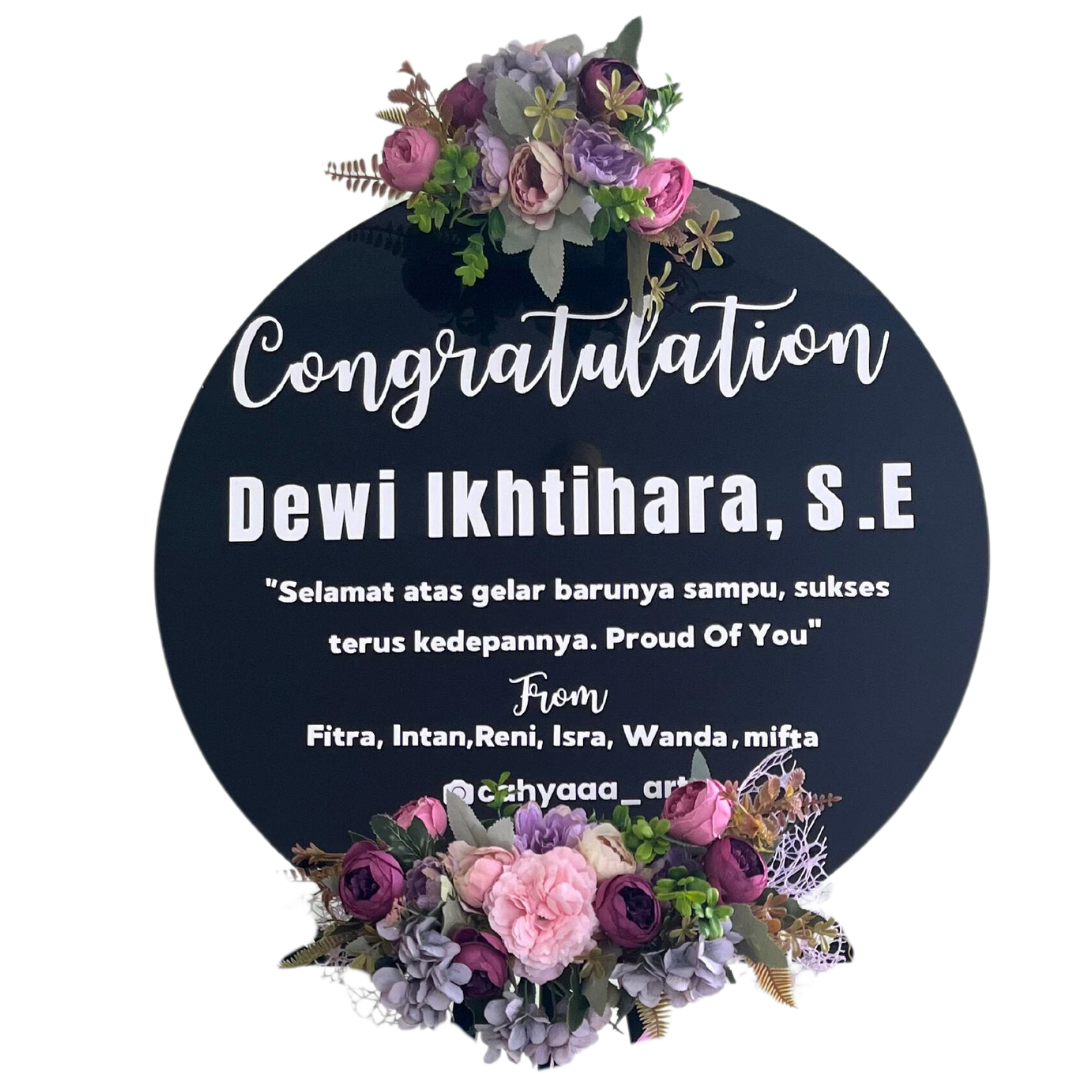 Congratulation
Dewi Ikhtihara, S.E
"Selamat atas gelar barunya sampu, sukses
terus kedepannya. Proud Of You"
From
Fitra, Intan,Reni, Isra, Wanda,mifta
cahyaaa_art